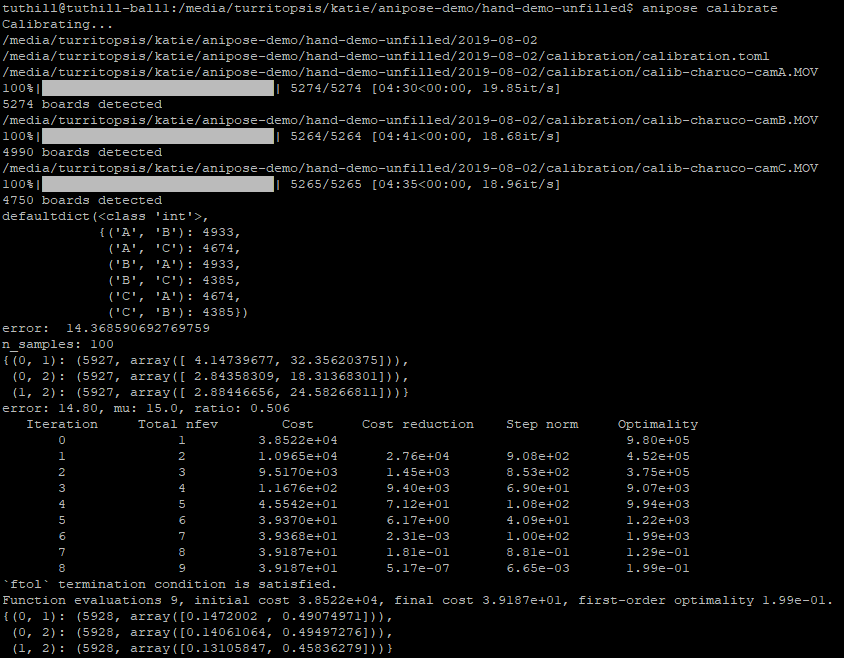 tuthill@tuthill-ball1:/media/turritopsis/katie/anipose-demo/hand-demo-unfilled$ anipose calibrate
Calibrating...
/media/turritopsis/katie/anipose-demo/hand-demo-unfilled/2019-08-02
/media/turritopsis/katie/anipose-demo/hand-demo-unfilled/2019-08-02/calibration/calibration.toml
/media/turritopsis/katie/anipose-demo/hand-demo-unfilled/2019-08-02/calibration/calib-charuco-camA.MOV
100%| | 5274/5274 [04:30<00:00, 19.85it/s]
5274 boards detected
/media/turritopsis/katie/anipose-demo/hand-demo-unfilled/2019-08-02/calibration/calib-charuco-camB.MOV
100%| | 5264/5264 [04:41<00:00, 18.68it/s]
4990 boards detected
/media/turritopsis/katie/anipose-demo/hand-demo-unfilled/2019-08-02/calibration/calib-charuco-camC.MOV
100%| | 5265/5265 [04:35<00:00, 18.96it/s]
4750 boards detected
defaultdict(<class 'int'>,
            {('A', 'B'): 4933,
             ('A', 'C'): 4674,
             ('B', 'A'): 4933,
             ('B', 'C'): 4385,
             ('C', 'A'): 4674,
             ('C', 'B'): 4385})
error:  14.368590692769759
n_samples: 100
{(0, 1): (5927, array([ 4.14739677, 32.35620375])),
 (0, 2): (5927, array([ 2.84358309, 18.31368301])),
 (1, 2): (5927, array([ 2.88446656, 24.58266811]))}
error: 14.80, mu: 15.0, ratio: 0.506
   Iteration     Total nfev        Cost      Cost reduction    Step norm     Optimality
       0              1         3.8522e+04                                    9.80e+05
       1              2         1.0965e+04      2.76e+04       9.08e+02       4.52e+05
       2              3         9.5170e+03      1.45e+03       8.53e+02       3.75e+05
       3              4         1.1676e+02      9.40e+03       6.90e+01       9.07e+03
       4              5         4.5542e+01      7.12e+01       1.08e+02       9.94e+03
       5              6         3.9370e+01      6.17e+00       4.09e+01       1.22e+03
       6              7         3.9368e+01      2.31e-03       1.00e+02       1.99e+03
       7              8         3.9187e+01      1.81e-01       8.81e-01       1.29e-01
       8              9         3.9187e+01      5.17e-07       6.65e-03       1.99e-01
`ftol` termination condition is satisfied.
Function evaluations 9, initial cost 3.8522e+04, final cost 3.9187e+01, first-order optimality 1.99e-01.
{(0, 1): (5928, array([0.1472002 , 0.49074971])),
 (0, 2): (5928, array([0.14061064, 0.49497276])),
 (1, 2): (5928, array([0.13105847, 0.45836279]))}